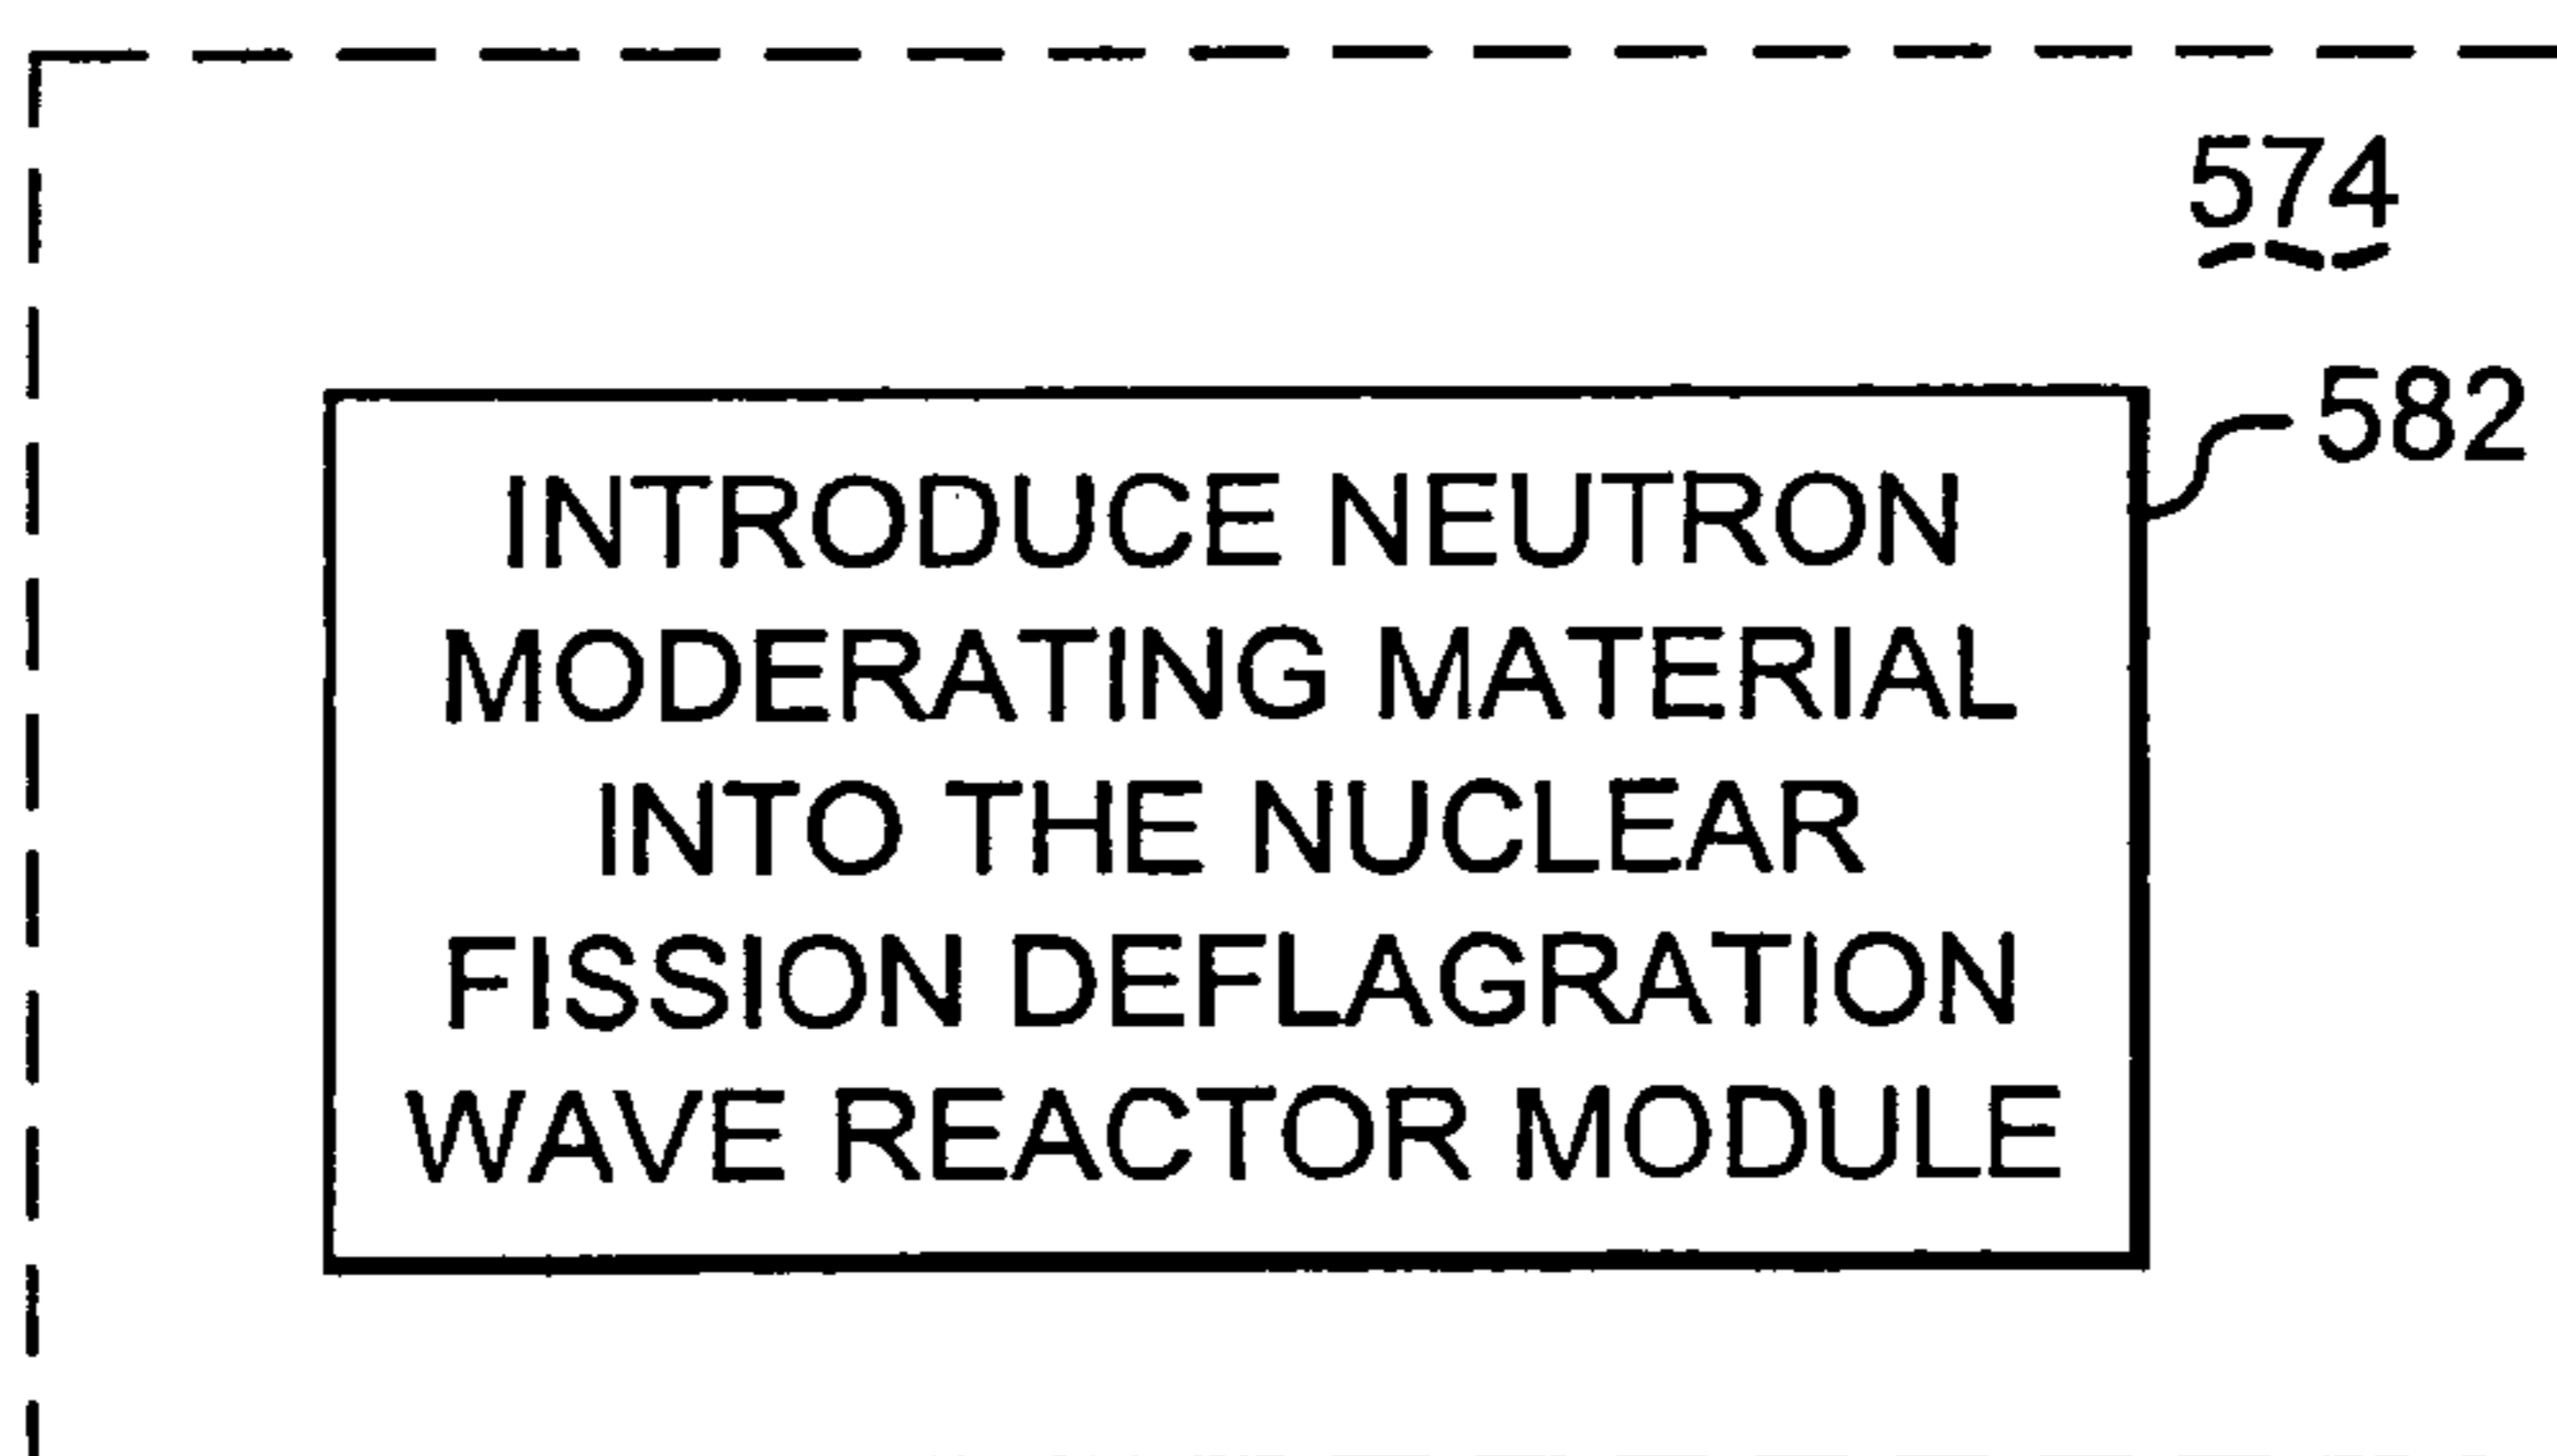 574
582
INTRODUCE NEUTRON
MODERATING MATERIAL
INTO THE NUCLEAR
FISSION DEFLAGRATION
WAVE REACTOR MODULE